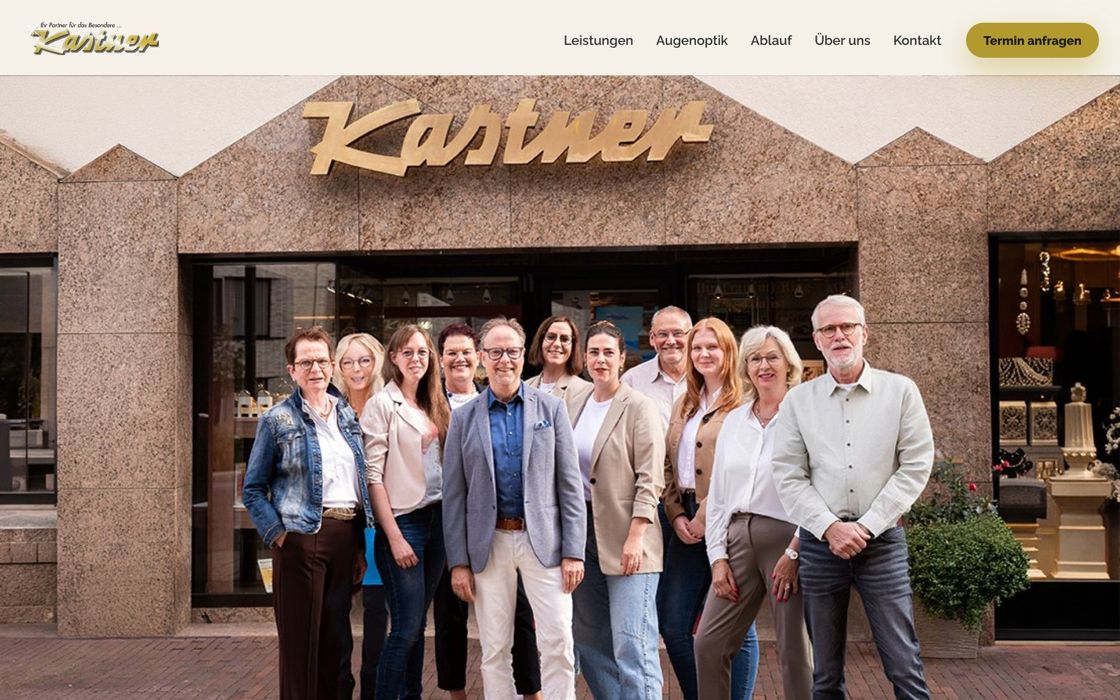 Ihr Partner für das Besondere ...
Kastner
Leistungen
Augenoptik
Ablauf
Über uns
Kontakt
Termin anfragen
Kastner